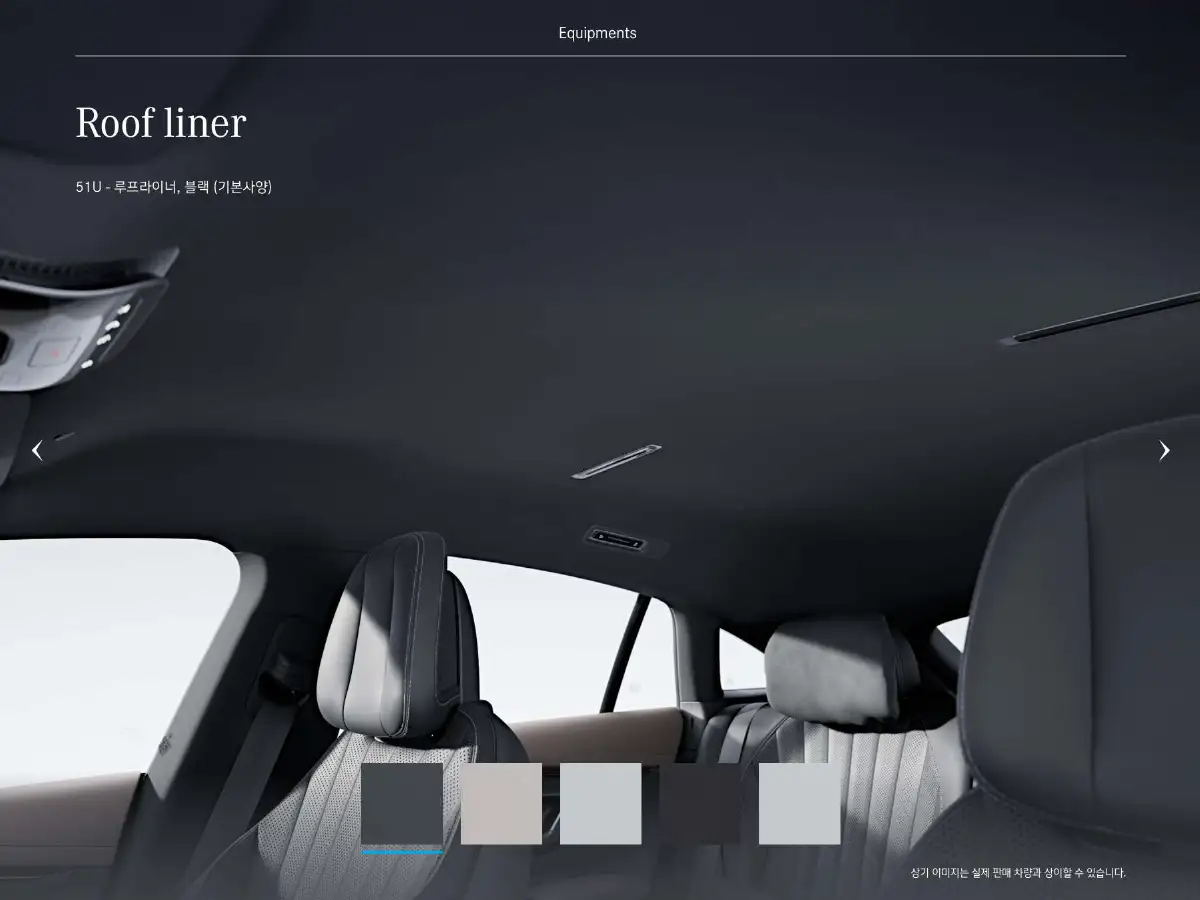 Equipments
Roof liner
51U - 루프라이너, 블랙 (기본사양)
상기 이미지는 실제 판매 차량과 상이할 수 있습니다.